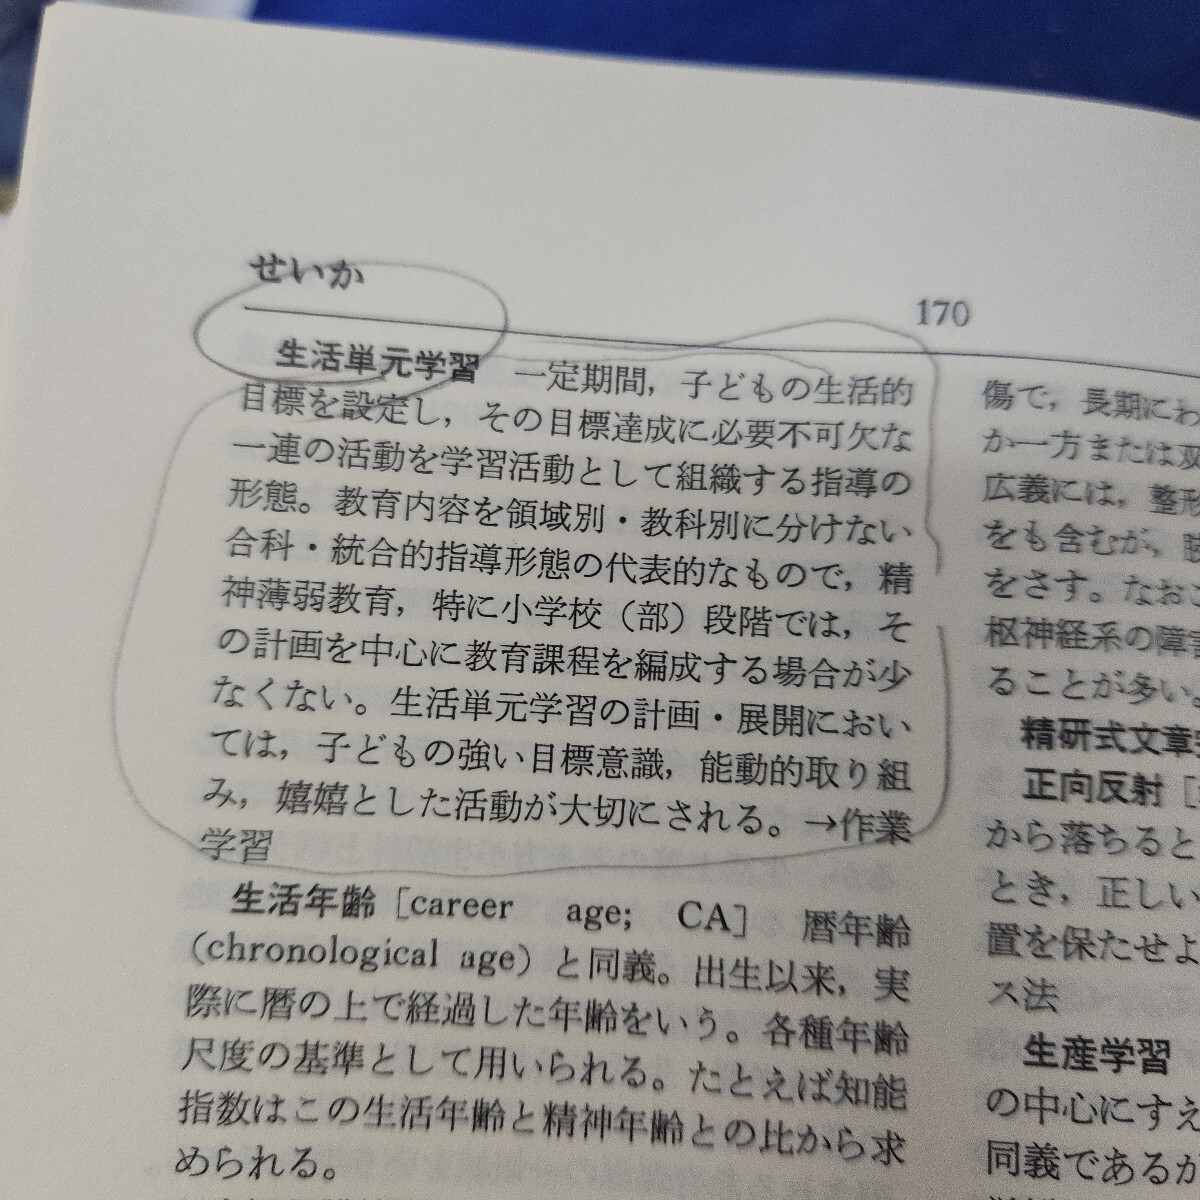 せいか
170
生活単元学習　一定期間，子どもの生活的
目標を設定し，その目標達成に必要不可欠な
一連の活動を学習活動として組織する指導の
形態。教育内容を領域別・教科別に分けない
合科・統合的指導形態の代表的なもので，精
神薄弱教育，特に小学校（部）段階では，そ
の計画を中心に教育課程を編成する場合が少
なくない。生活単元学習の計画・展開におい
ては，子どもの強い目標意識，能動的取り組
み，嬉嬉とした活動が大切にされる。→作業
学習
生活年齢［career age; CA］ 暦年齢
（chronological age）と同義。出生以来，実
際に暦の上で経過した年齢をいう。各種年齢
尺度の基準として用いられる。たとえば知能
指数はこの生活年齢と精神年齢との比から求
められる。
傷で，長期にわ
か一方または双
広義には，整形
をも含むが，
をさす。なお
枢神経系の障害
ることが多い。
精研式文章
正向反射［
から落ちると
とき，正しい
置を保たせよ
ス法
生産学習
の中心にすえ
同義であるが